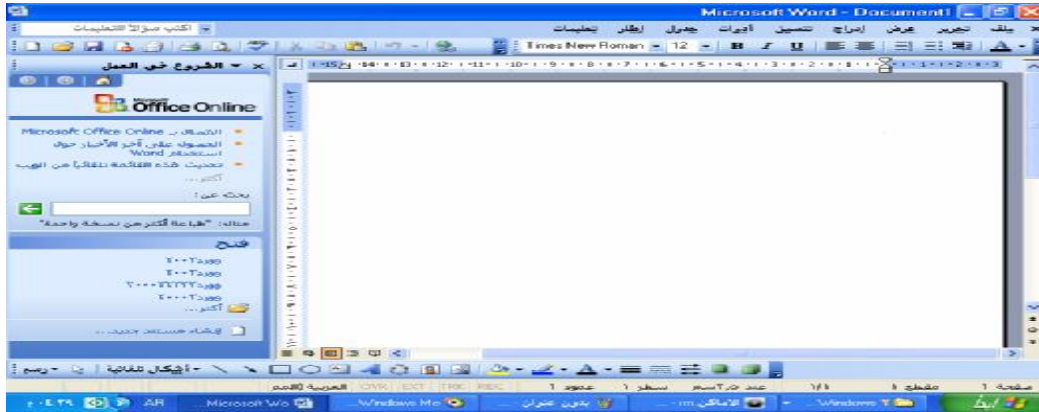 Microsoft Word - Document1
ملف تحرير عرض إدراج تنسيق أدوات جدول إطار تعليمات
اكتب سؤالاً للتعليمات
Times New Roman 12 B I U A
الشروع في العمل
Office Online
الاتصال بـ Microsoft Office Online
الحصول على آخر الأخبار حول
استخدام Word
تحديث هذه القائمة تلقائياً من الويب
أكثر...
بحث عن:
مثال: "طباعة أكثر من نسخة واحدة"
فتح
أكثر...
إنشاء مستند جديد...
رسم أشكال تلقائية
صفحة 1 مقطع 1 1/1 عند ٢,٥سم سطر 1 عمود 1 REC TRK EXT OVR العربية
ابدأ Windows الأماكن بدون عنوان Windows Me... Microsoft Wo... AR